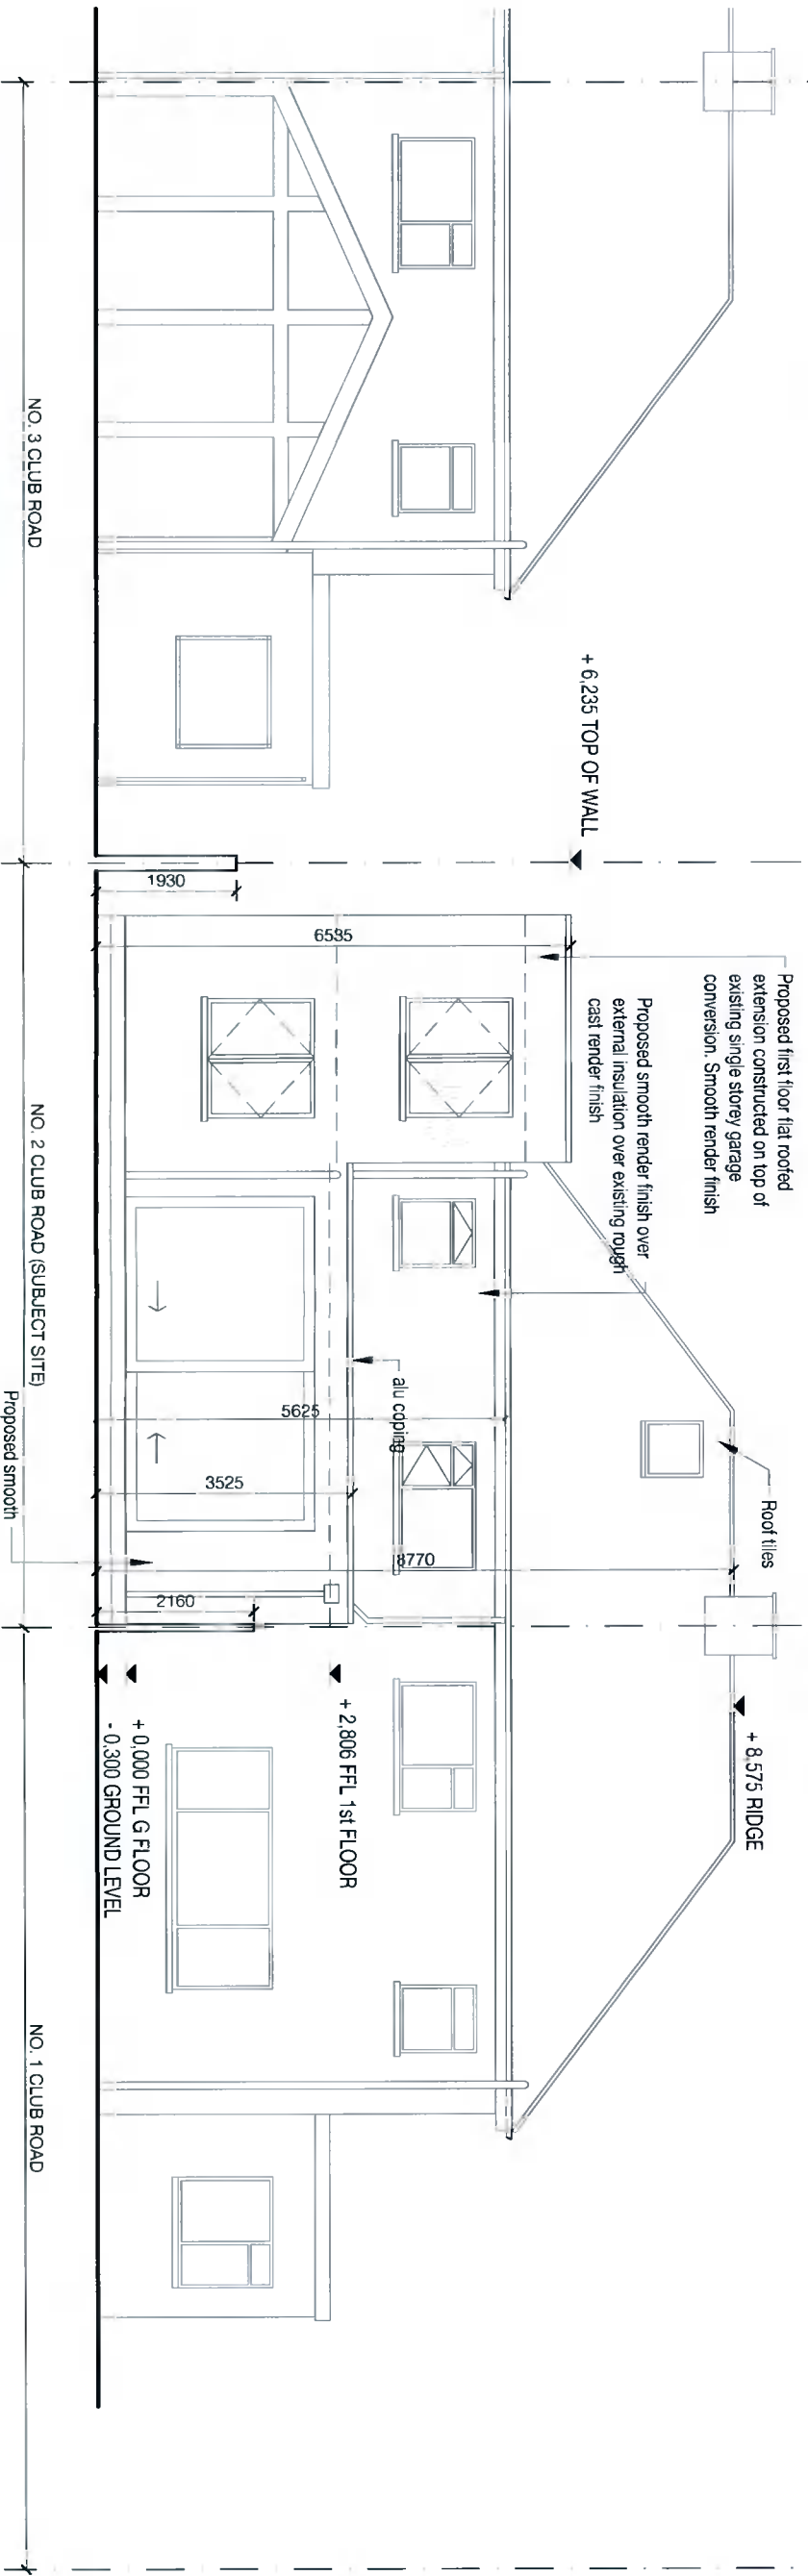 Proposed first floor flat roofed
extension constructed on top of
existing single storey garage
conversion. Smooth render finish
Roof tiles
+ 8,575 RIDGE
Proposed smooth render finish over
external insulation over existing rough
cast render finish
+ 6,235 TOP OF WALL
alu coping
6535
5625
8770
3525
1930
2160
+ 2,806 FFL 1st FLOOR
+ 0,000 FFL G FLOOR
- 0,300 GROUND LEVEL
NO. 3 CLUB ROAD
NO. 2 CLUB ROAD (SUBJECT SITE)
NO. 1 CLUB ROAD
Proposed smooth